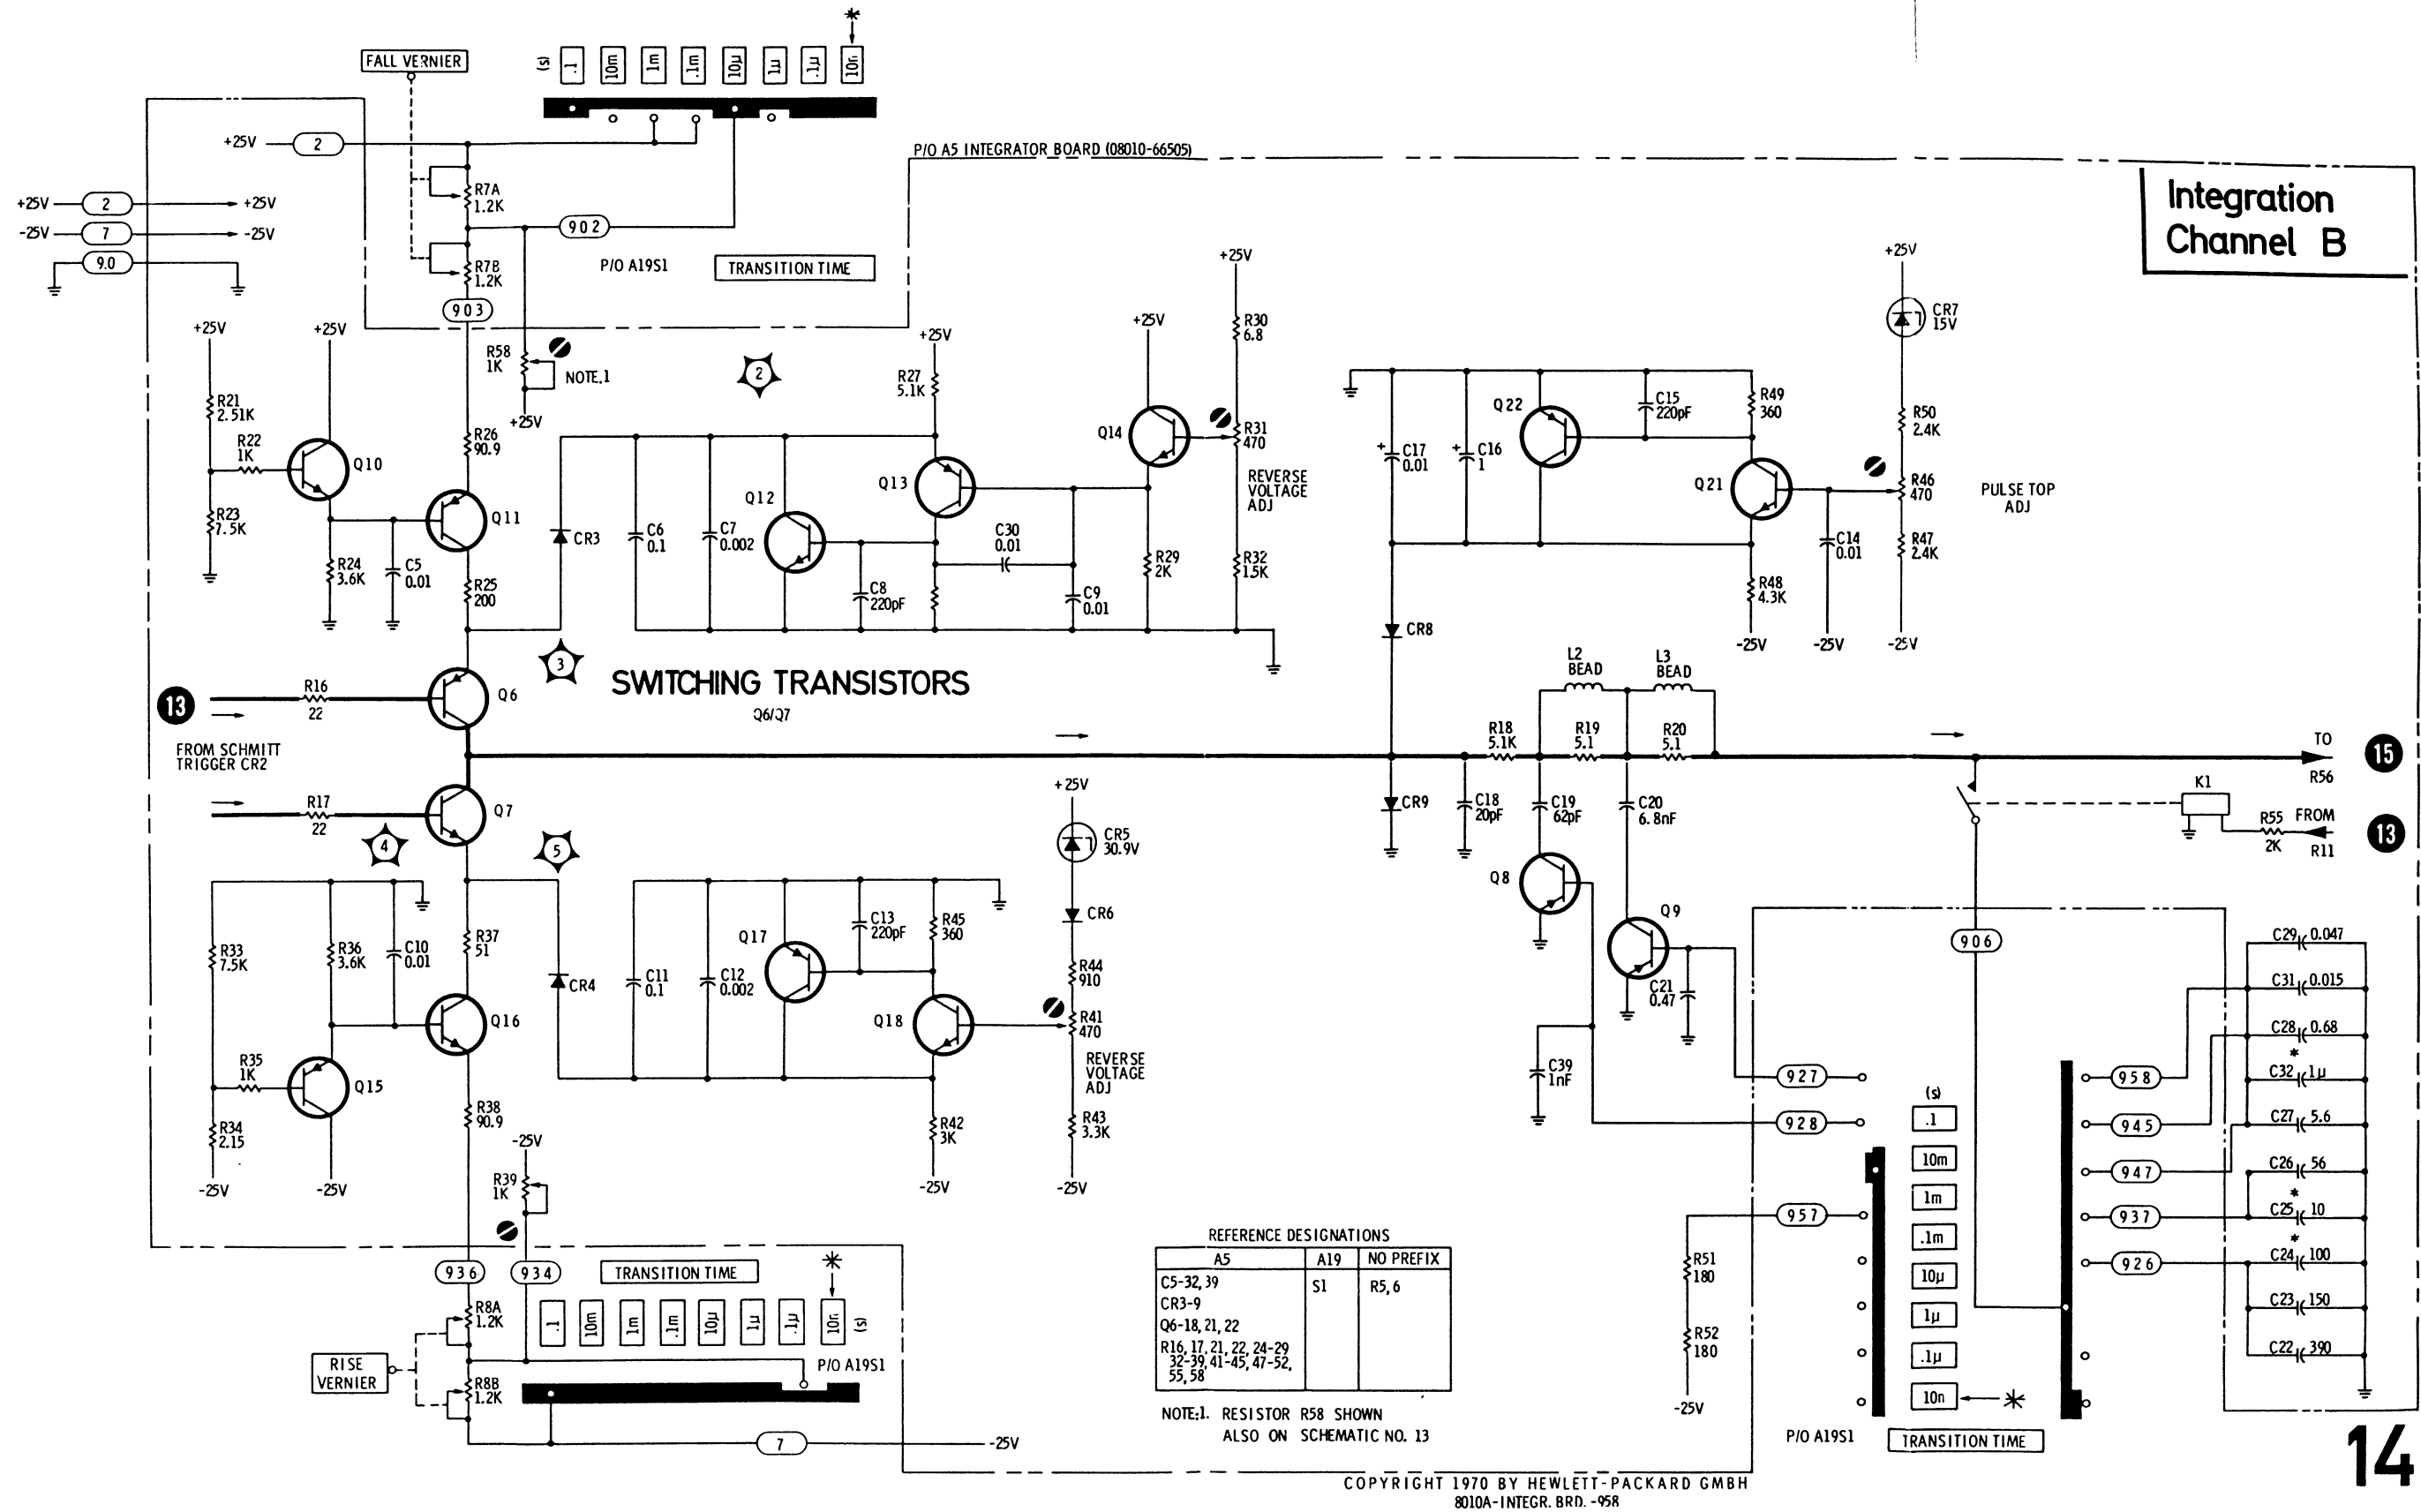 *
FALL VERNIER
(s) .1 10m 1m .1m 10µ 1µ .1µ 10n
+25V 2
P/O A5 INTEGRATOR BOARD (08010-66505)
Integration
Channel B
+25V 2 +25V
-25V 7 -25V
9.0
R7A
1.2K
902
R7B
1.2K
P/O A19S1
TRANSITION TIME
903
+25V
+25V
R58
1K
NOTE.1
+25V
2
+25V
R27
5.1K
+25V
+25V
R30
6.8
+25V
CR7
15V
R21
2.51K
R22
1K
Q10
R23
7.5K
R24
3.6K
C5
0.01
R26
90.9
Q11
R25
200
CR3
C6
0.1
C7
0.002
Q12
C8
220pF
Q13
C30
0.01
C9
0.01
Q14
R29
2K
R31
470
REVERSE
VOLTAGE
ADJ
R32
1.5K
C17
0.01
+
C16
1
+
Q22
C15
220pF
R49
360
Q21
R50
2.4K
R46
470
PULSE TOP
ADJ
C14
0.01
R47
2.4K
R48
4.3K
-25V
-25V
-25V
CR8
3
SWITCHING TRANSISTORS
Q6/Q7
13
R16
22
Q6
FROM SCHMITT
TRIGGER CR2
R17
22
Q7
4
5
L2
BEAD
L3
BEAD
R18
5.1K
R19
5.1
R20
5.1
TO
15
R56
K1
R55
2K
FROM
13
R11
CR9
C18
20pF
C19
62pF
C20
6.8nF
Q8
Q9
C21
0.47
C39
1nF
+25V
CR5
30.9V
CR6
R44
910
R41
470
REVERSE
VOLTAGE
ADJ
R43
3.3K
-25V
R33
7.5K
R36
3.6K
C10
0.01
R37
51
Q16
R35
1K
Q15
R34
2.15
-25V
-25V
R38
90.9
CR4
C11
0.1
C12
0.002
Q17
C13
220pF
R45
360
Q18
R42
3K
-25V
-25V
R39
1K
936
934
TRANSITION TIME
*
.1 10m 1m .1m 10µ 1µ .1µ 10n (s)
R8A
1.2K
RISE
VERNIER
R8B
1.2K
P/O A19S1
7 -25V
REFERENCE DESIGNATIONS
A5 A19 NO PREFIX
C5-32, 39 S1 R5, 6
CR3-9
Q6-18, 21, 22
R16, 17, 21, 22, 24-29
32-39, 41-45, 47-52,
55, 58
NOTE:1. RESISTOR R58 SHOWN
ALSO ON SCHEMATIC NO. 13
906
927
928
957
R51
180
R52
180
-25V
(s)
.1
10m
1m
.1m
10µ
1µ
.1µ
10n *
P/O A19S1
TRANSITION TIME
958
945
947
937
926
C29 0.047
C31 0.015
C28 0.68
*
C32 1µ
C27 5.6
C26 56
*
C25 10
*
C24 100
C23 150
C22 390
14
COPYRIGHT 1970 BY HEWLETT-PACKARD GMBH
8010A-INTEGR. BRD. -958